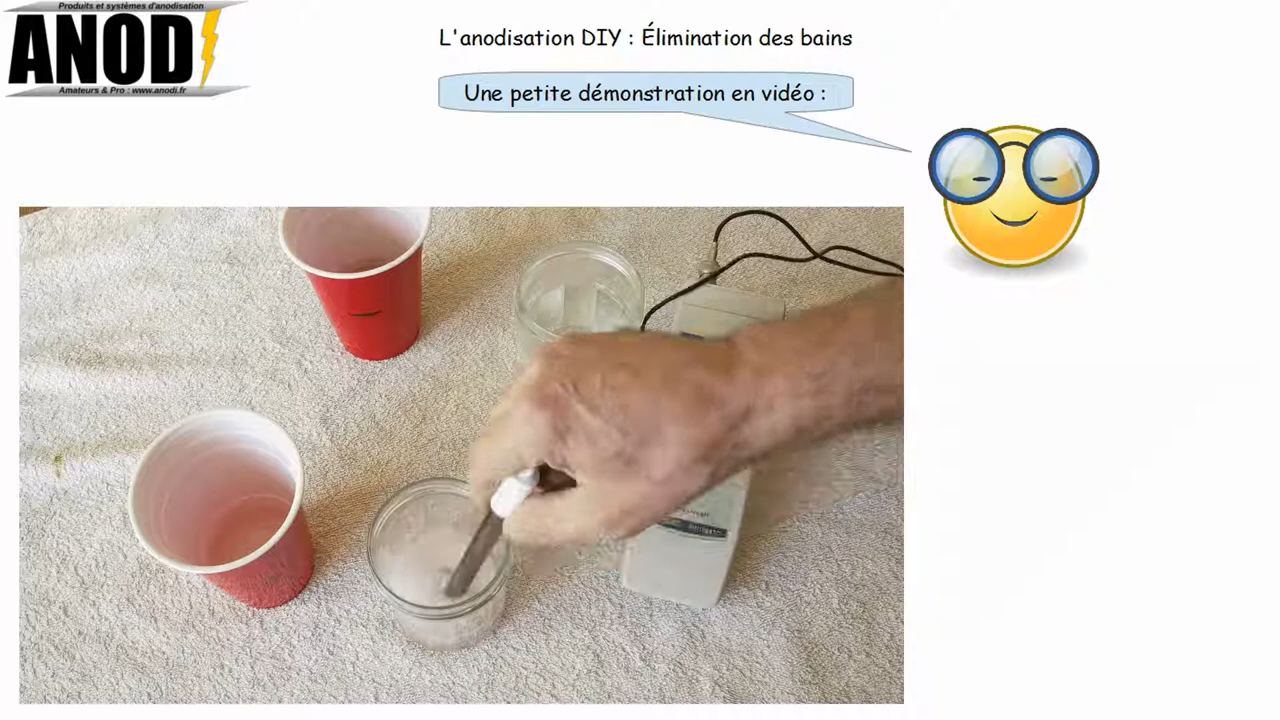 Produits et systèmes d'anodisation
ANOD
Amateurs & Pro : www.anodi.fr
L'anodisation DIY : Élimination des bains
Une petite démonstration en vidéo :